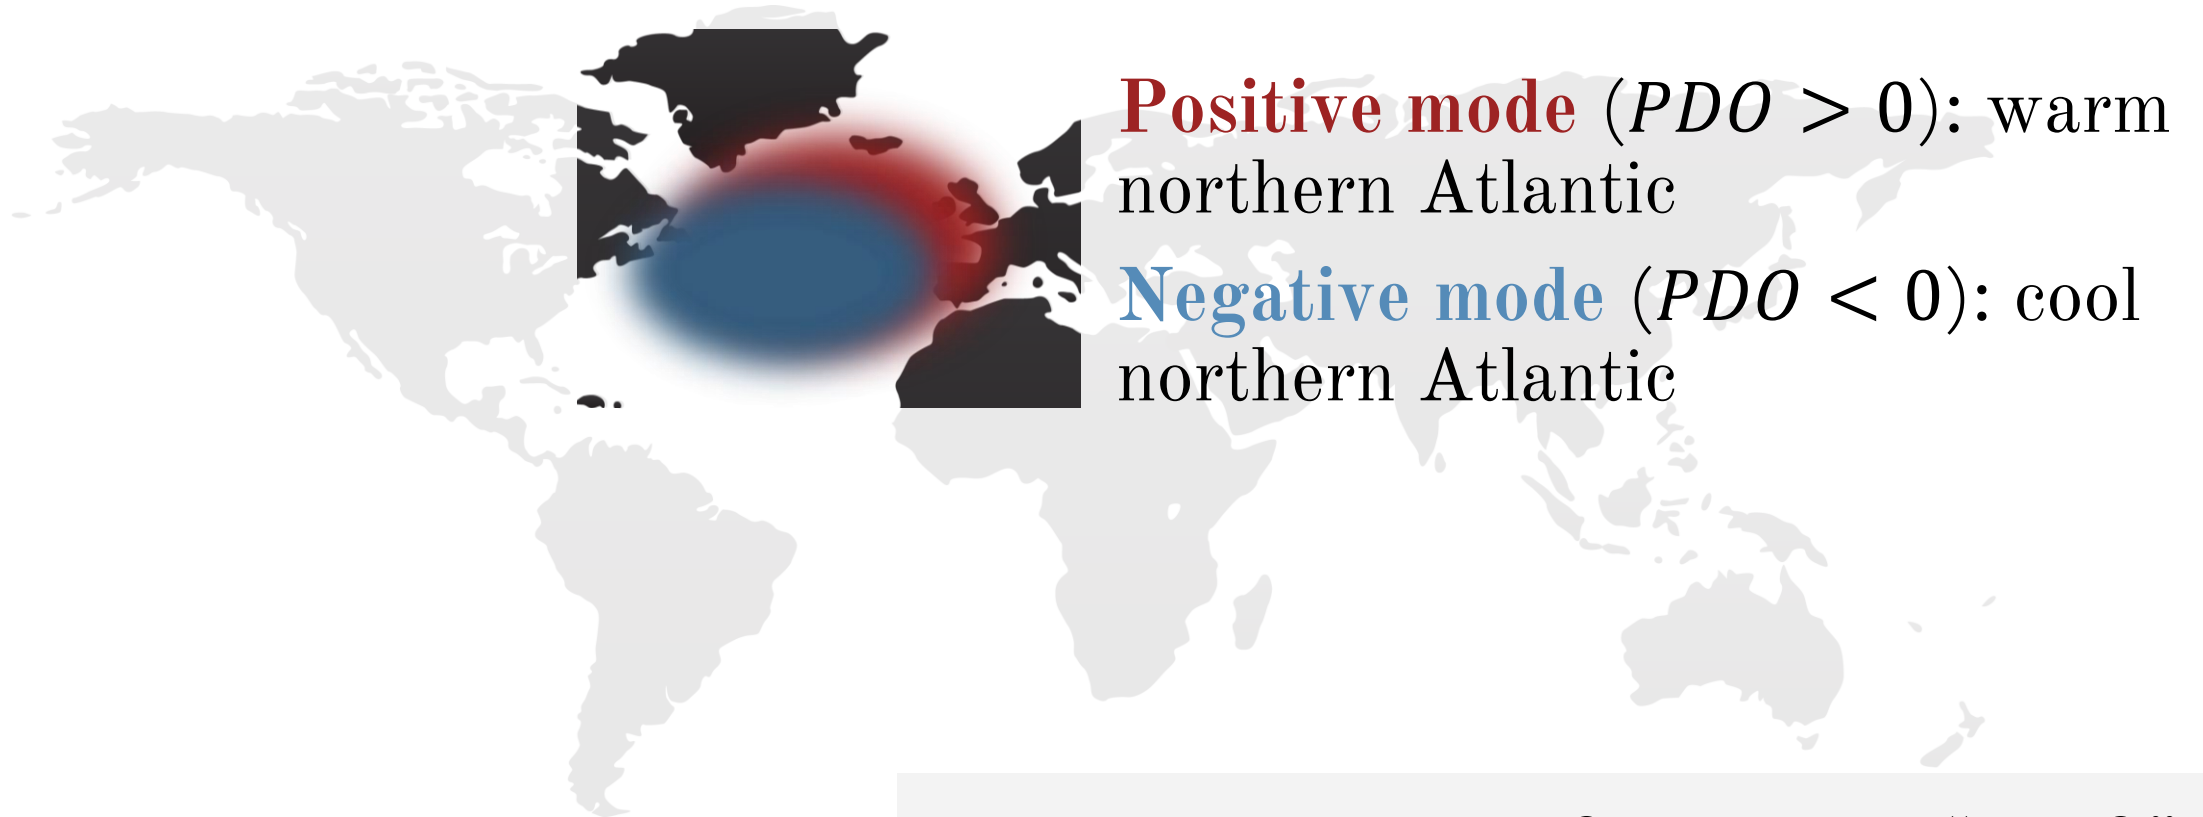 Positive mode (PDO > 0): warm
northern Atlantic
Negative mode (PDO < 0): cool
northern Atlantic